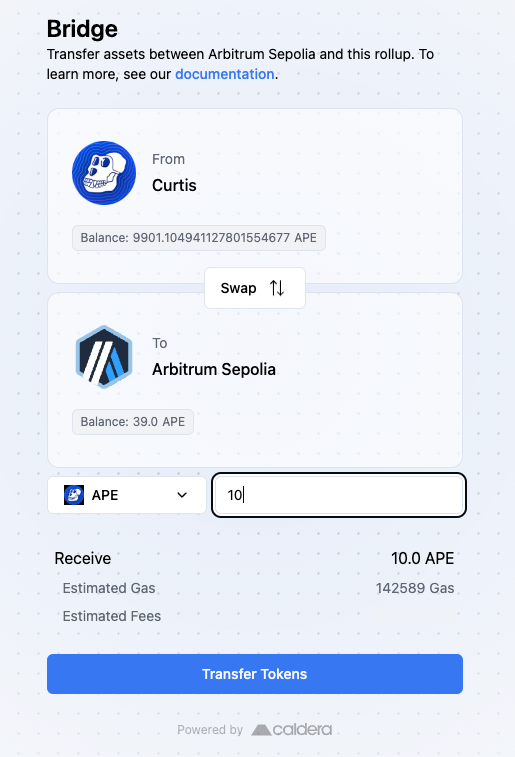 Bridge
Transfer assets between Arbitrum Sepolia and this rollup. To
learn more, see our documentation.
From
Curtis
Balance: 9901.104941127801554677 APE
Swap
To
Arbitrum Sepolia
Balance: 39.0 APE
APE
10
Receive
10.0 APE
Estimated Gas
142589 Gas
Estimated Fees
Transfer Tokens
Powered by caldera